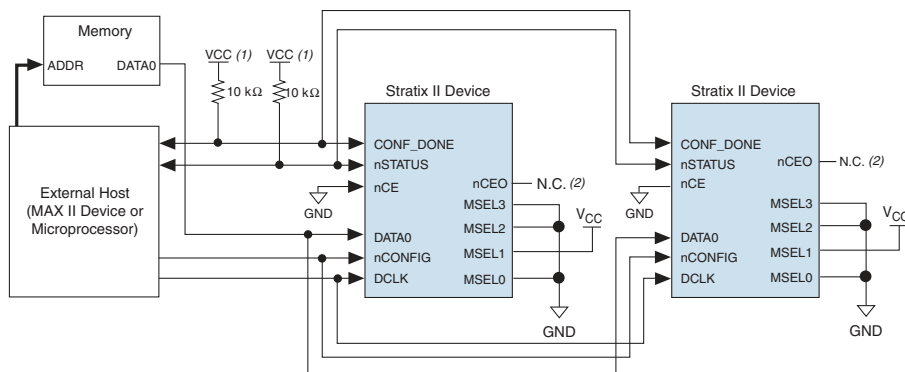 Memory
ADDR
DATA0
VCC (1)
VCC (1)
10 kΩ
10 kΩ
External Host
(MAX II Device or
Microprocessor)
Stratix II Device
CONF_DONE
nSTATUS
nCE
nCEO
N.C. (2)
GND
MSEL3
MSEL2
MSEL1
MSEL0
VCC
DATA0
nCONFIG
DCLK
GND
Stratix II Device
CONF_DONE
nSTATUS
nCE
nCEO
N.C. (2)
GND
MSEL3
MSEL2
MSEL1
MSEL0
VCC
DATA0
nCONFIG
DCLK
GND